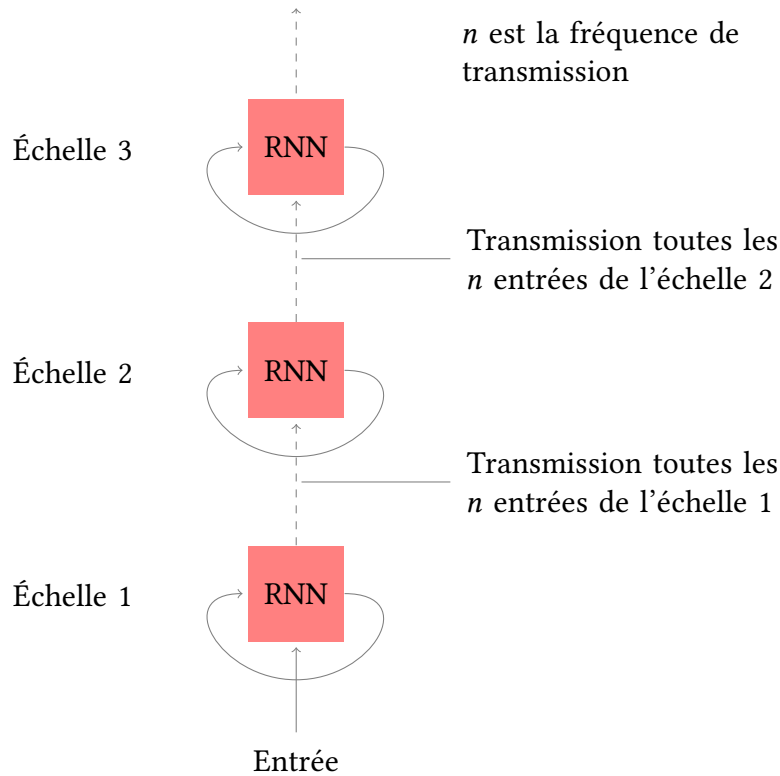 n est la fréquence de
transmission
Échelle 3
RNN
Transmission toutes les
n entrées de l'échelle 2
Échelle 2
RNN
Transmission toutes les
n entrées de l'échelle 1
Échelle 1
RNN
Entrée